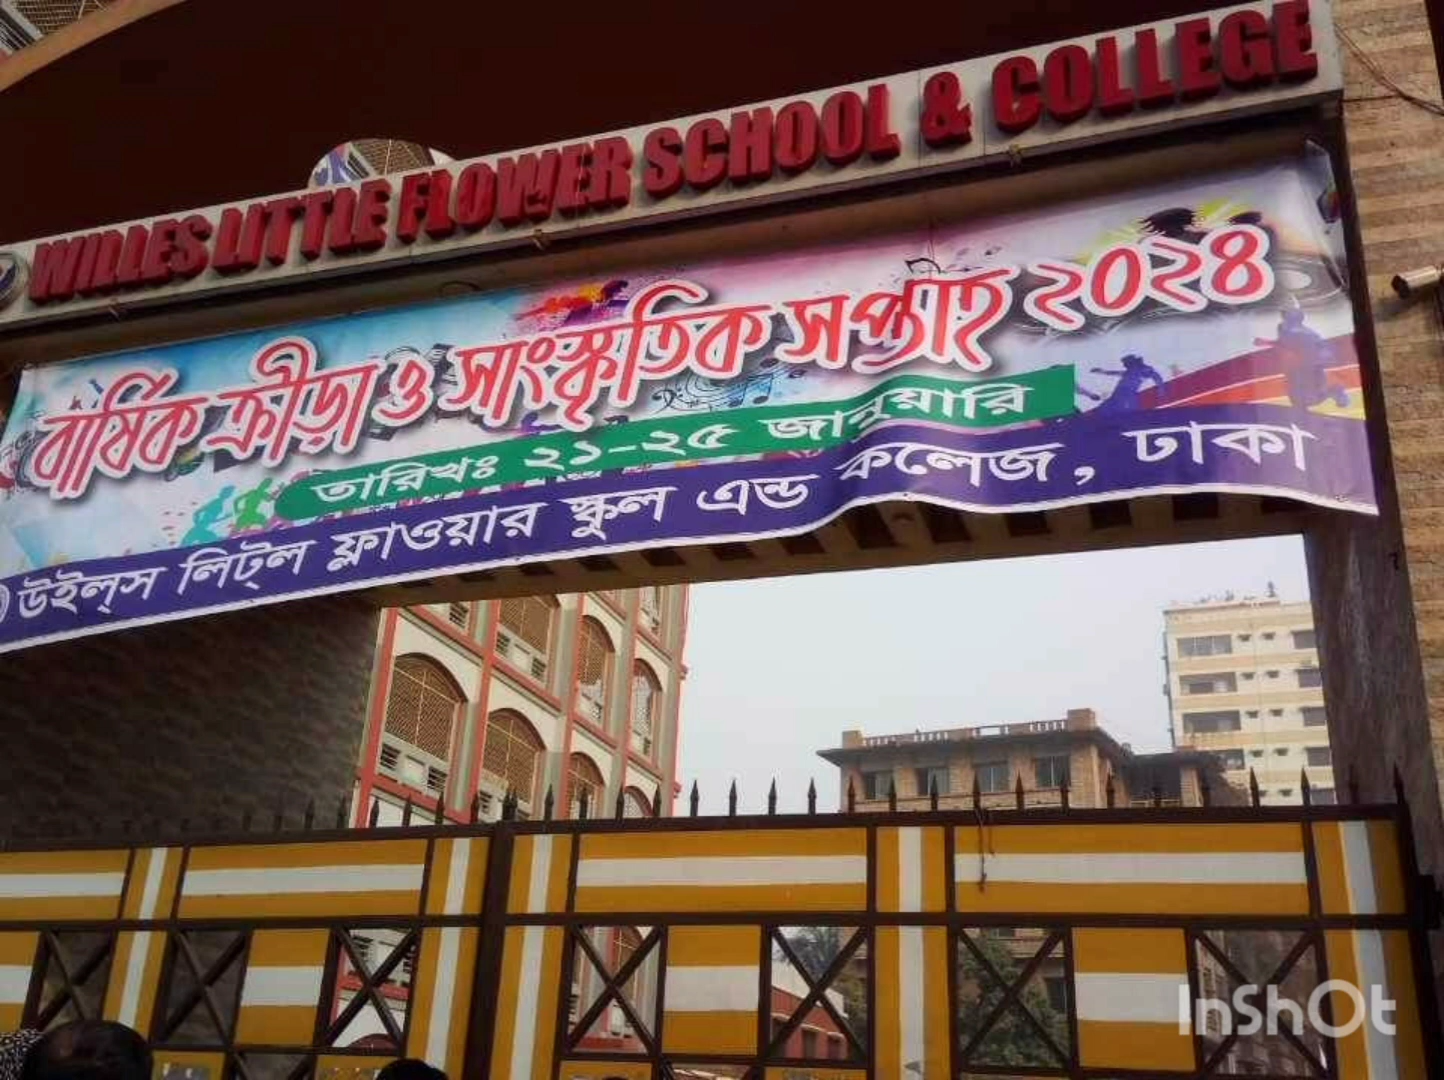 WILLES LITTLE FLOWER SCHOOL & COLLEGE
বার্ষিক ক্রীড়া ও সাংস্কৃতিক সপ্তাহ ২০২৪
তারিখঃ ২১-২৫ জানুয়ারি
উইল্‌স লিট্‌ল ফ্লাওয়ার স্কুল এন্ড কলেজ, ঢাকা
InShOt